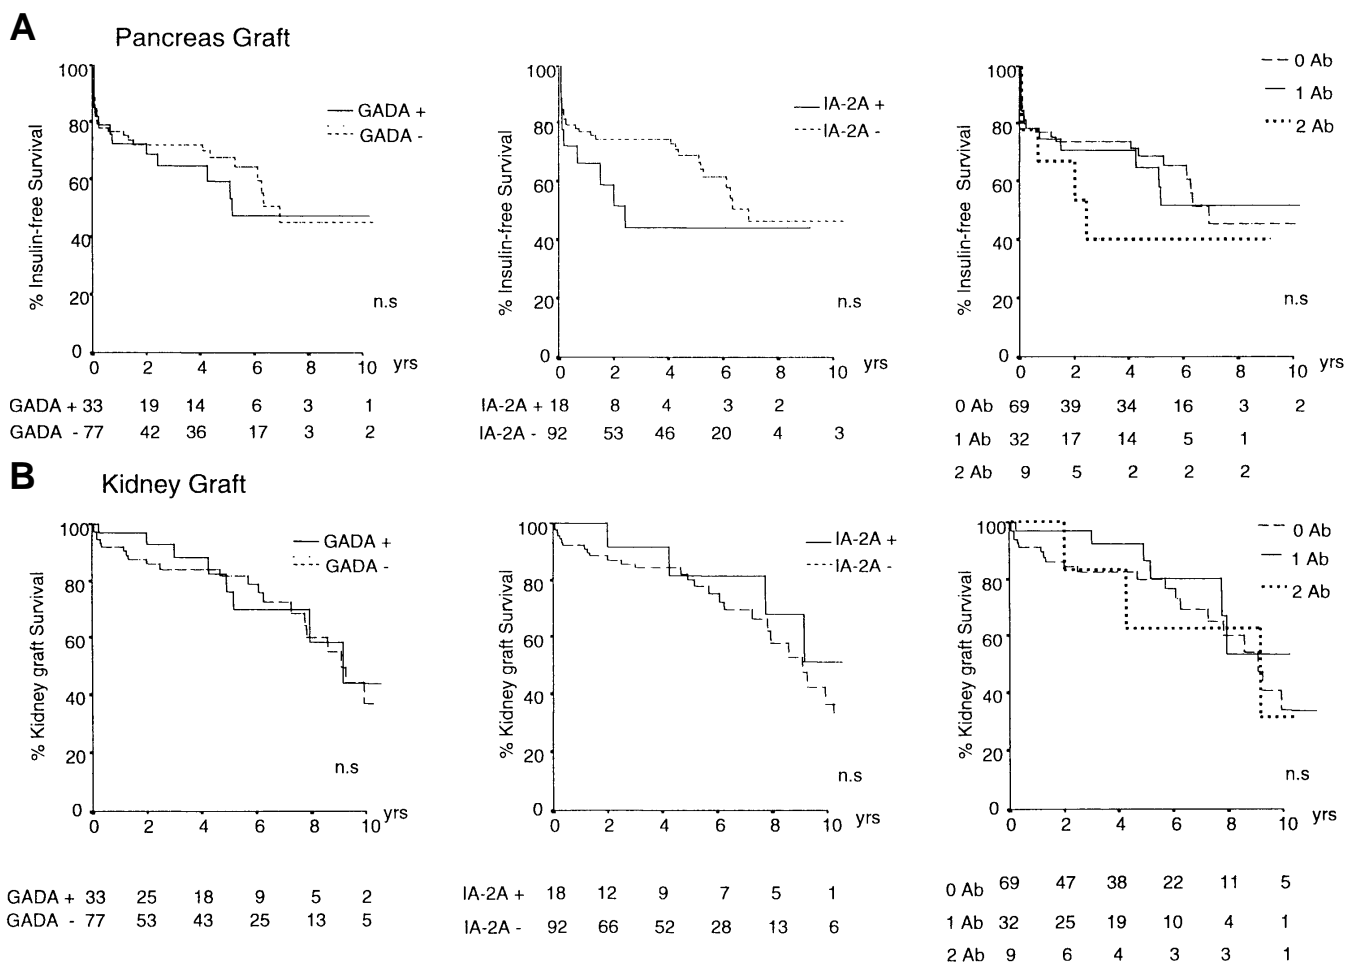 A
Pancreas Graft
100
80
60
40
20
0
% Insulin-free Survival
GADA +
GADA -
n.s
0 2 4 6 8 10 yrs
GADA + 33 19 14 6 3 1
GADA - 77 42 36 17 3 2
100
80
60
40
20
0
% Insulin-free Survival
IA-2A +
IA-2A -
n.s
0 2 4 6 8 10 yrs
IA-2A + 18 8 4 3 2
IA-2A - 92 53 46 20 4 3
100
80
60
40
20
0
% Insulin-free Survival
0 Ab
1 Ab
2 Ab
n.s
0 2 4 6 8 10 yrs
0 Ab 69 39 34 16 3 2
1 Ab 32 17 14 5 1
2 Ab 9 5 2 2 2
B
Kidney Graft
100
80
60
40
20
0
% Kidney graft Survival
GADA +
GADA -
n.s
0 2 4 6 8 10 yrs
GADA + 33 25 18 9 5 2
GADA - 77 53 43 25 13 5
100
80
60
40
20
0
% Kidney graft Survival
IA-2A +
IA-2A -
n.s
0 2 4 6 8 10 yrs
IA-2A + 18 12 9 7 5 1
IA-2A - 92 66 52 28 13 6
100
80
60
40
20
0
% Kidney graft Survival
0 Ab
1 Ab
2 Ab
n.s
0 2 4 6 8 10 yrs
0 Ab 69 47 38 22 11 5
1 Ab 32 25 19 10 4 1
2 Ab 9 6 4 3 3 1